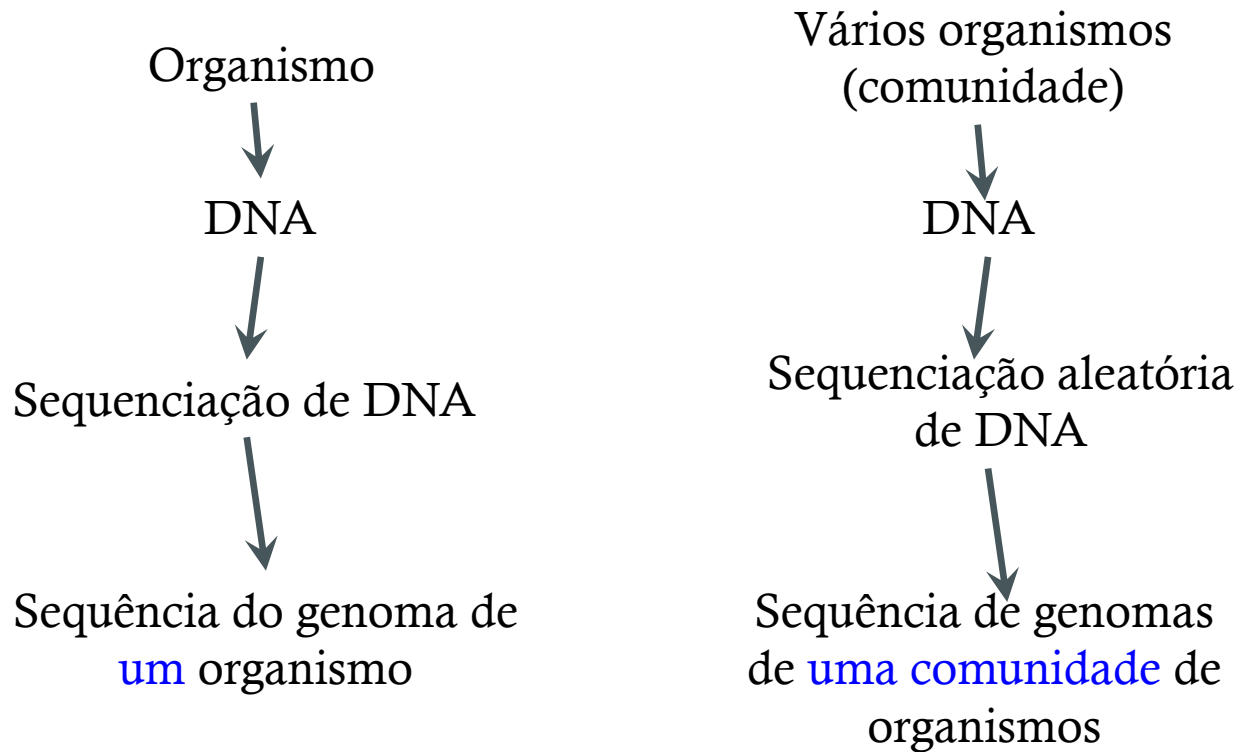 Organismo
DNA
Sequenciação de DNA
Sequência do genoma de
um organismo
Vários organismos
(comunidade)
DNA
Sequenciação aleatória
de DNA
Sequência de genomas
de uma comunidade de
organismos